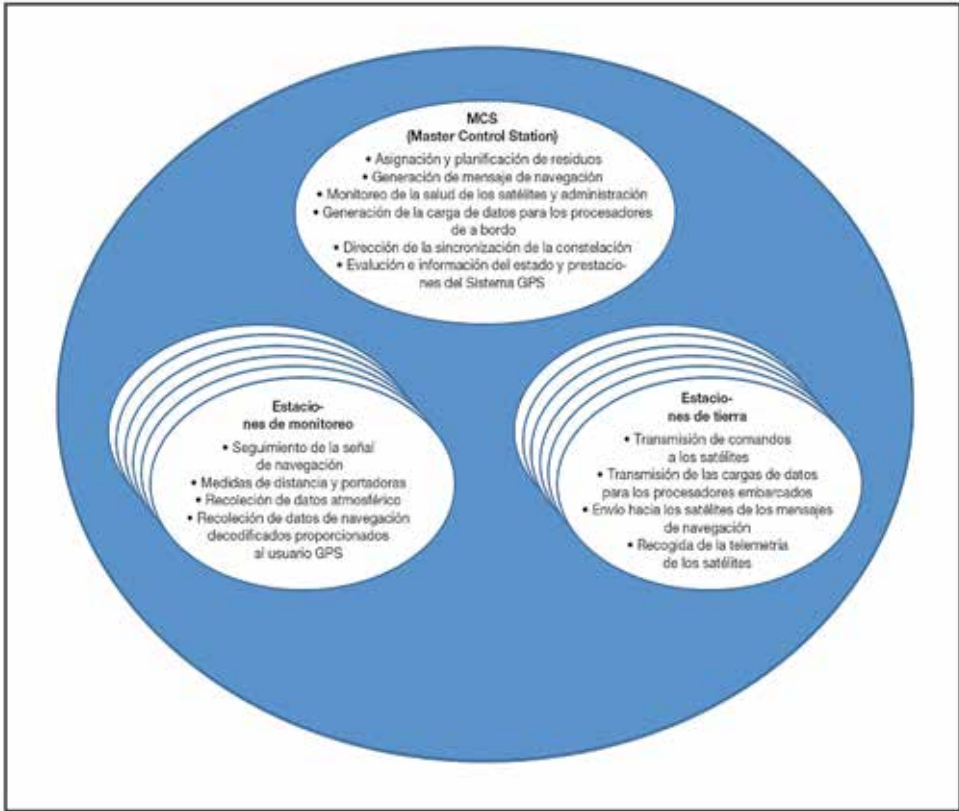 MCS
(Master Control Station)
• Asignación y planificación de residuos
• Generación de mensaje de navegación
• Monitoreo de la salud de los satélites y administración
• Generación de la carga de datos para los procesadores
de a bordo
• Dirección de la sincronización de la constelación
• Evalución e información del estado y prestacio-
nes del Sistema GPS
Estacio-
nes de monitoreo
• Seguimiento de la señal
de navegación
• Medidas de distancia y portadoras
• Recoleción de datos atmosférico
• Recoleción de datos de navegación
decodificados proporcionados
al usuario GPS
Estacio-
nes de tierra
• Transmisión de comandos
a los satélites
• Transmisión de las cargas de datos
para los procesadores embarcados
• Envío hacia los satélites de los mensajes
de navegación
• Recogida de la telemetría
de los satélites